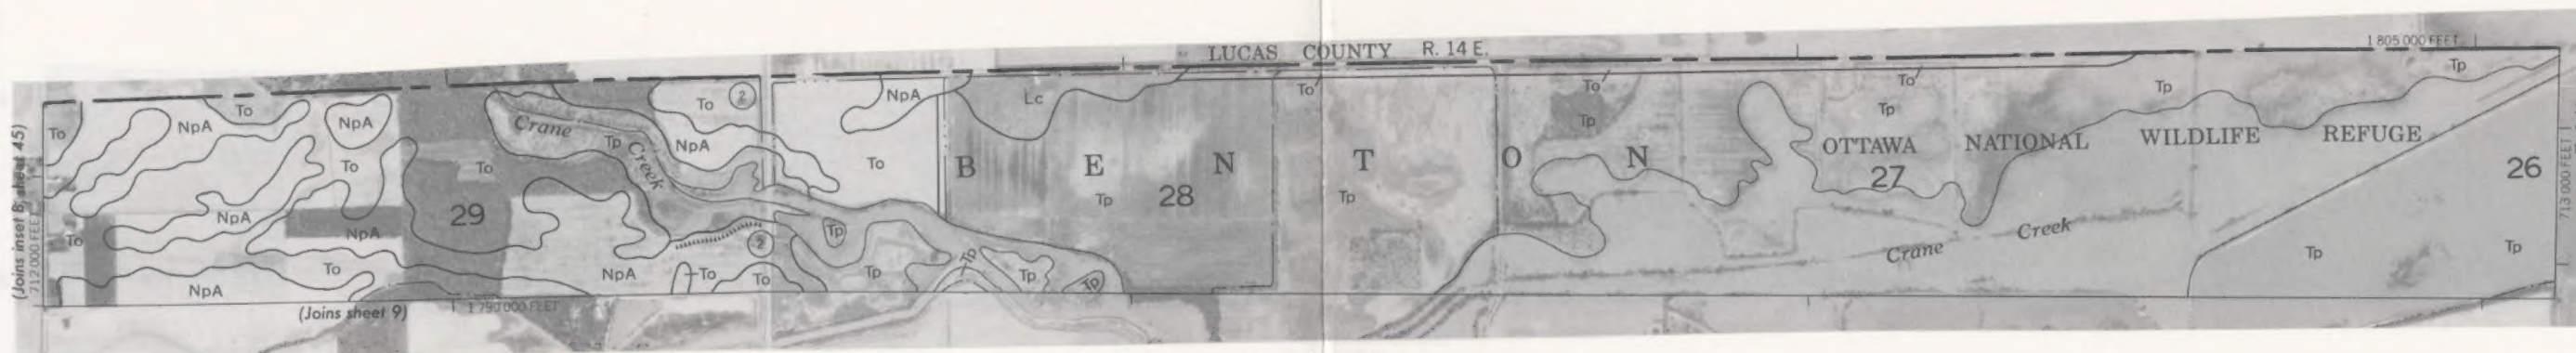 LUCAS COUNTY R. 14 E.
1 805 000 FEET
(Joins inset B, sheet 45)
712 000 FEET
713 000 FEET
To
NpA
To
NpA
To
2
NpA
Lc
To
To
To
Tp
Tp
Tp
Tp
Crane
Creek
Tp
NpA
To
To
To
B E N T O N
OTTAWA NATIONAL WILDLIFE REFUGE
29
28
27
26
Tp
Tp
NpA
NpA
To
2
Tp
Tp
Tp
Tp
Tp
Crane Creek
Tp
Tp
To
NpA
NpA
To
To
(Joins sheet 9)
1 790 000 FEET